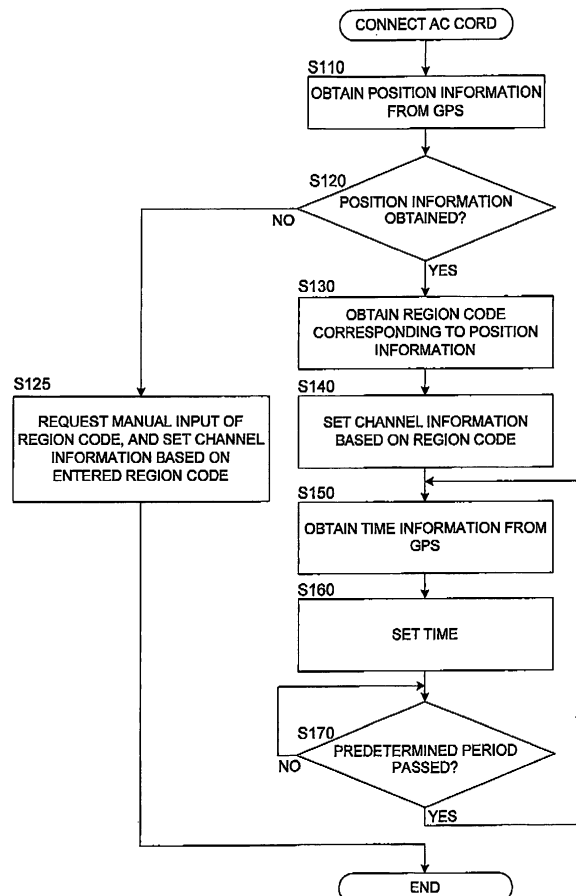 CONNECT AC CORD
S110
OBTAIN POSITION INFORMATION
FROM GPS
S120
POSITION INFORMATION
OBTAINED?
NO
YES
S130
OBTAIN REGION CODE
CORRESPONDING TO POSITION
INFORMATION
S125
REQUEST MANUAL INPUT OF
REGION CODE, AND SET CHANNEL
INFORMATION BASED ON
ENTERED REGION CODE
S140
SET CHANNEL INFORMATION
BASED ON REGION CODE
S150
OBTAIN TIME INFORMATION FROM
GPS
S160
SET TIME
S170
PREDETERMINED PERIOD
PASSED?
NO
YES
END